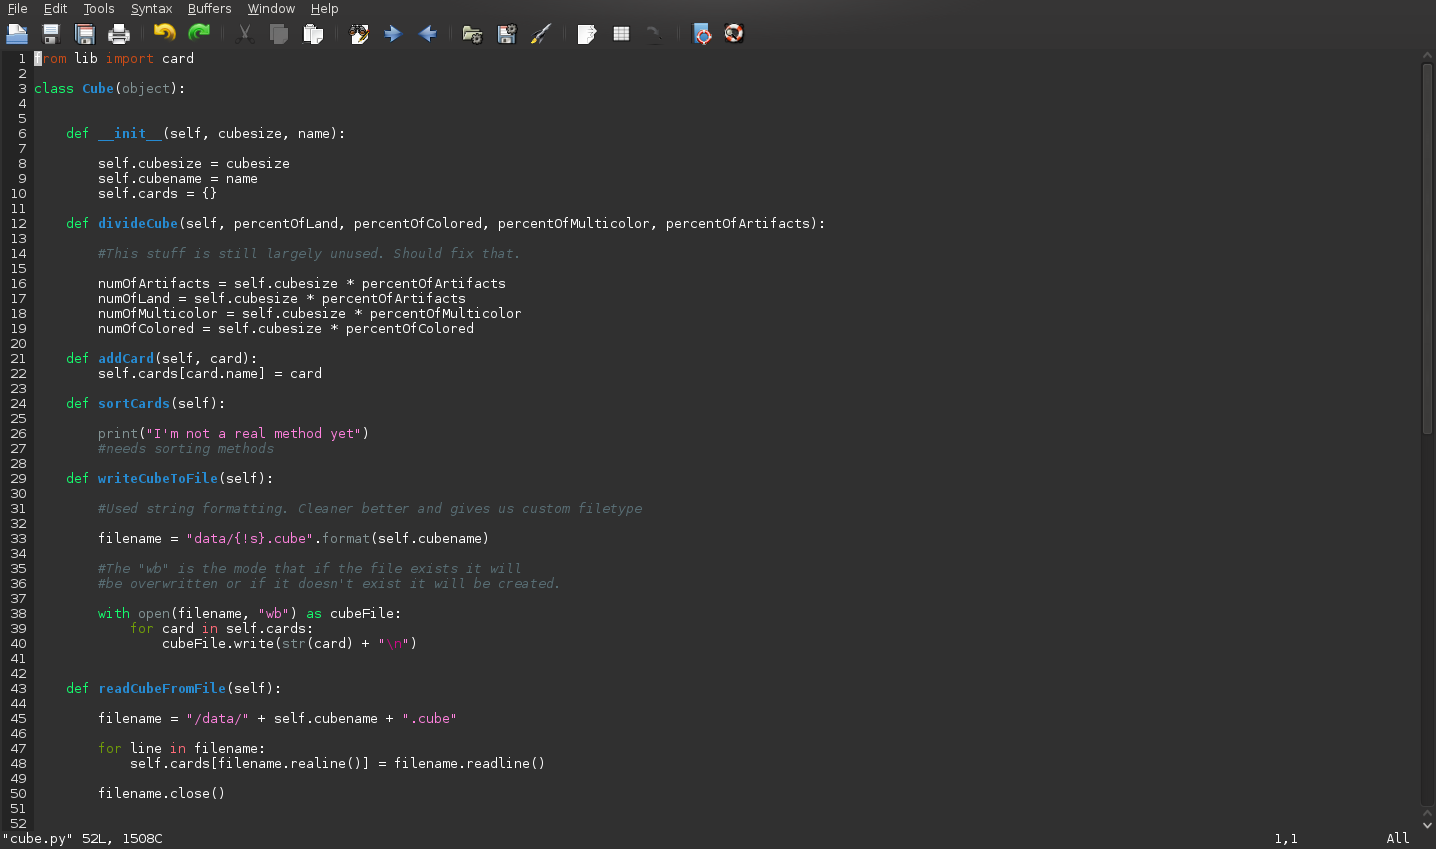 File Edit Tools Syntax Buffers Window Help
1 from lib import card
2
3 class Cube(object):
4
5
6     def __init__(self, cubesize, name):
7
8         self.cubesize = cubesize
9         self.cubename = name
10         self.cards = {}
11
12     def divideCube(self, percentOfLand, percentOfColored, percentOfMulticolor, percentOfArtifacts):
13
14         #This stuff is still largely unused. Should fix that.
15
16         numOfArtifacts = self.cubesize * percentOfArtifacts
17         numOfLand = self.cubesize * percentOfArtifacts
18         numOfMulticolor = self.cubesize * percentOfMulticolor
19         numOfColored = self.cubesize * percentOfColored
20
21     def addCard(self, card):
22         self.cards[card.name] = card
23
24     def sortCards(self):
25
26         print("I'm not a real method yet")
27         #needs sorting methods
28
29     def writeCubeToFile(self):
30
31         #Used string formatting. Cleaner better and gives us custom filetype
32
33         filename = "data/{!s}.cube".format(self.cubename)
34
35         #The "wb" is the mode that if the file exists it will
36         #be overwritten or if it doesn't exist it will be created.
37
38         with open(filename, "wb") as cubeFile:
39             for card in self.cards:
40                 cubeFile.write(str(card) + "\n")
41
42
43     def readCubeFromFile(self):
44
45         filename = "/data/" + self.cubename + ".cube"
46
47         for line in filename:
48             self.cards[filename.realine()] = filename.readline()
49
50         filename.close()
51
52
"cube.py" 52L, 1508C 1,1 All